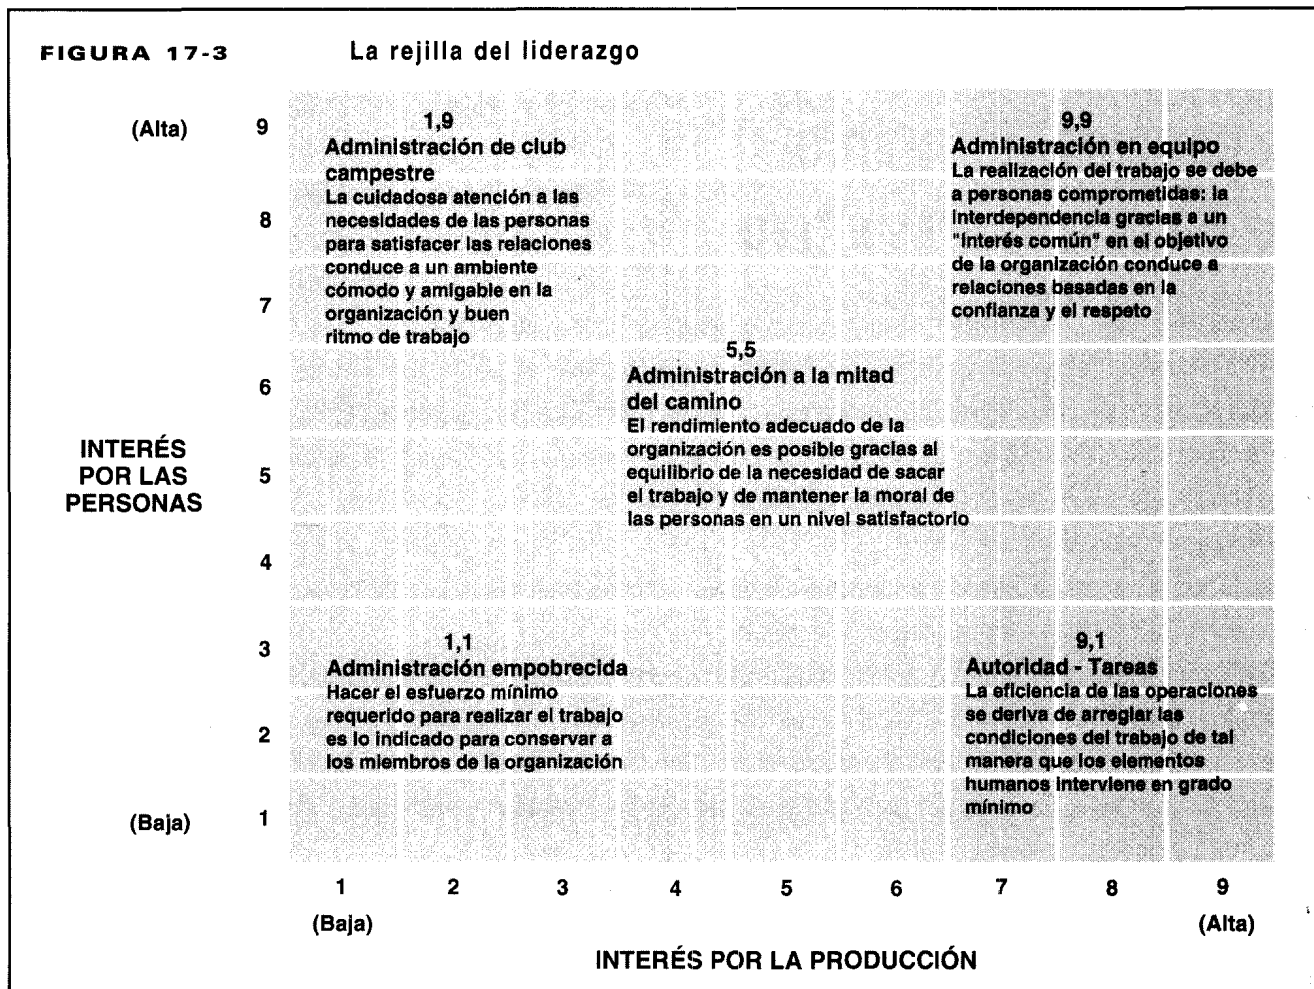 FIGURA 17-3 La rejilla del liderazgo
(Alta) 9
1,9
Administración de club
campestre
La cuidadosa atención a las
necesidades de las personas
para satisfacer las relaciones
conduce a un ambiente
cómodo y amigable en la
organización y buen
ritmo de trabajo
9,9
Administración en equipo
La realización del trabajo se debe
a personas comprometidas: la
interdependencia gracias a un
"interés común" en el objetivo
de la organización conduce a
relaciones basadas en la
confianza y el respeto
8
7
5,5
Administración a la mitad
del camino
El rendimiento adecuado de la
organización es posible gracias al
equilibrio de la necesidad de sacar
el trabajo y de mantener la moral de
las personas en un nivel satisfactorio
6
INTERÉS
POR LAS
PERSONAS
5
4
3
1,1
Administración empobrecida
Hacer el esfuerzo mínimo
requerido para realizar el trabajo
es lo indicado para conservar a
los miembros de la organización
9,1
Autoridad - Tareas
La eficiencia de las operaciones
se deriva de arreglar las
condiciones del trabajo de tal
manera que los elementos
humanos interviene en grado
mínimo
2
(Baja) 1
1 2 3 4 5 6 7 8 9
(Baja) (Alta)
INTERÉS POR LA PRODUCCIÓN